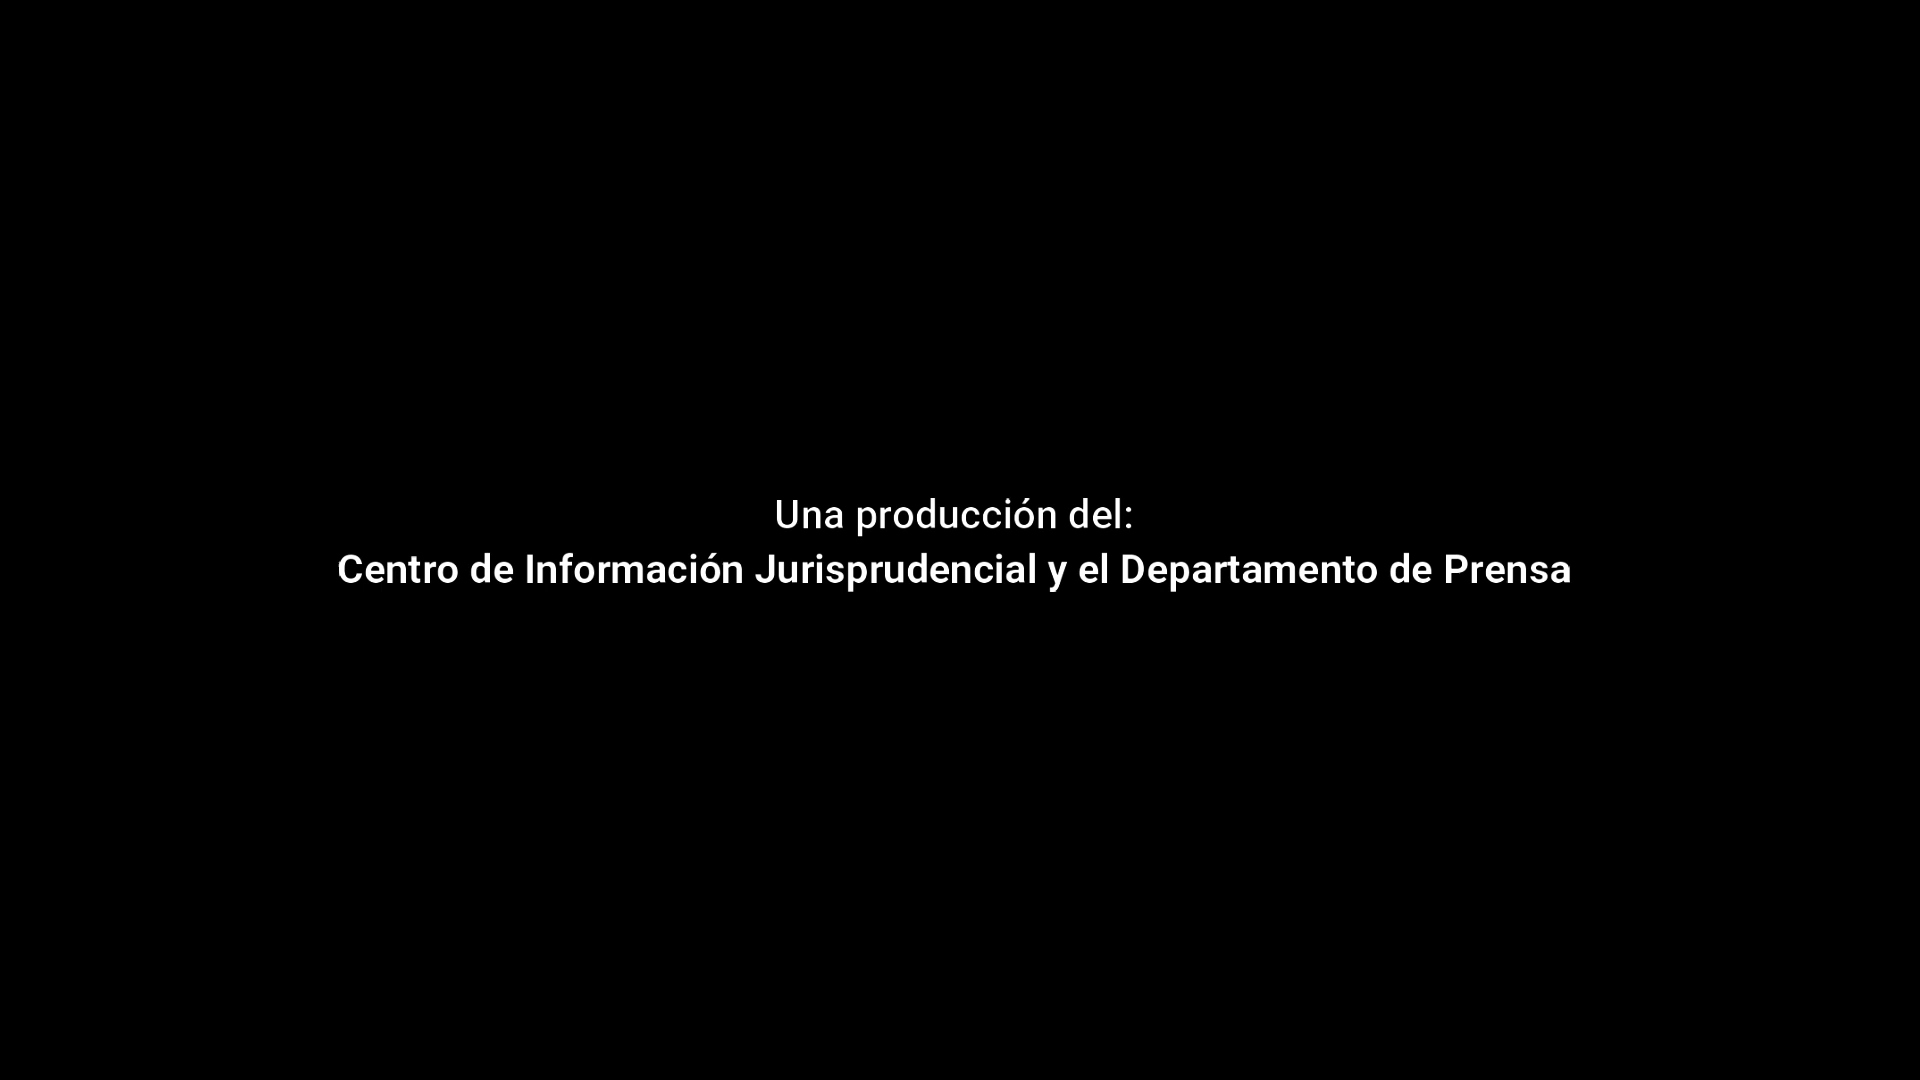 Una producción del:
Centro de Información Jurisprudencial y el Departamento de Prensa